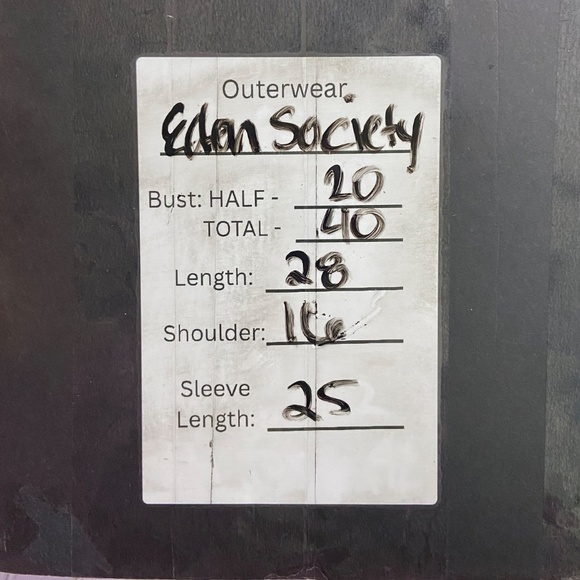 Outerwear
Eden Society
Bust: HALF - 20
TOTAL - 40
Length: 28
Shoulder: 16
Sleeve
Length: 25